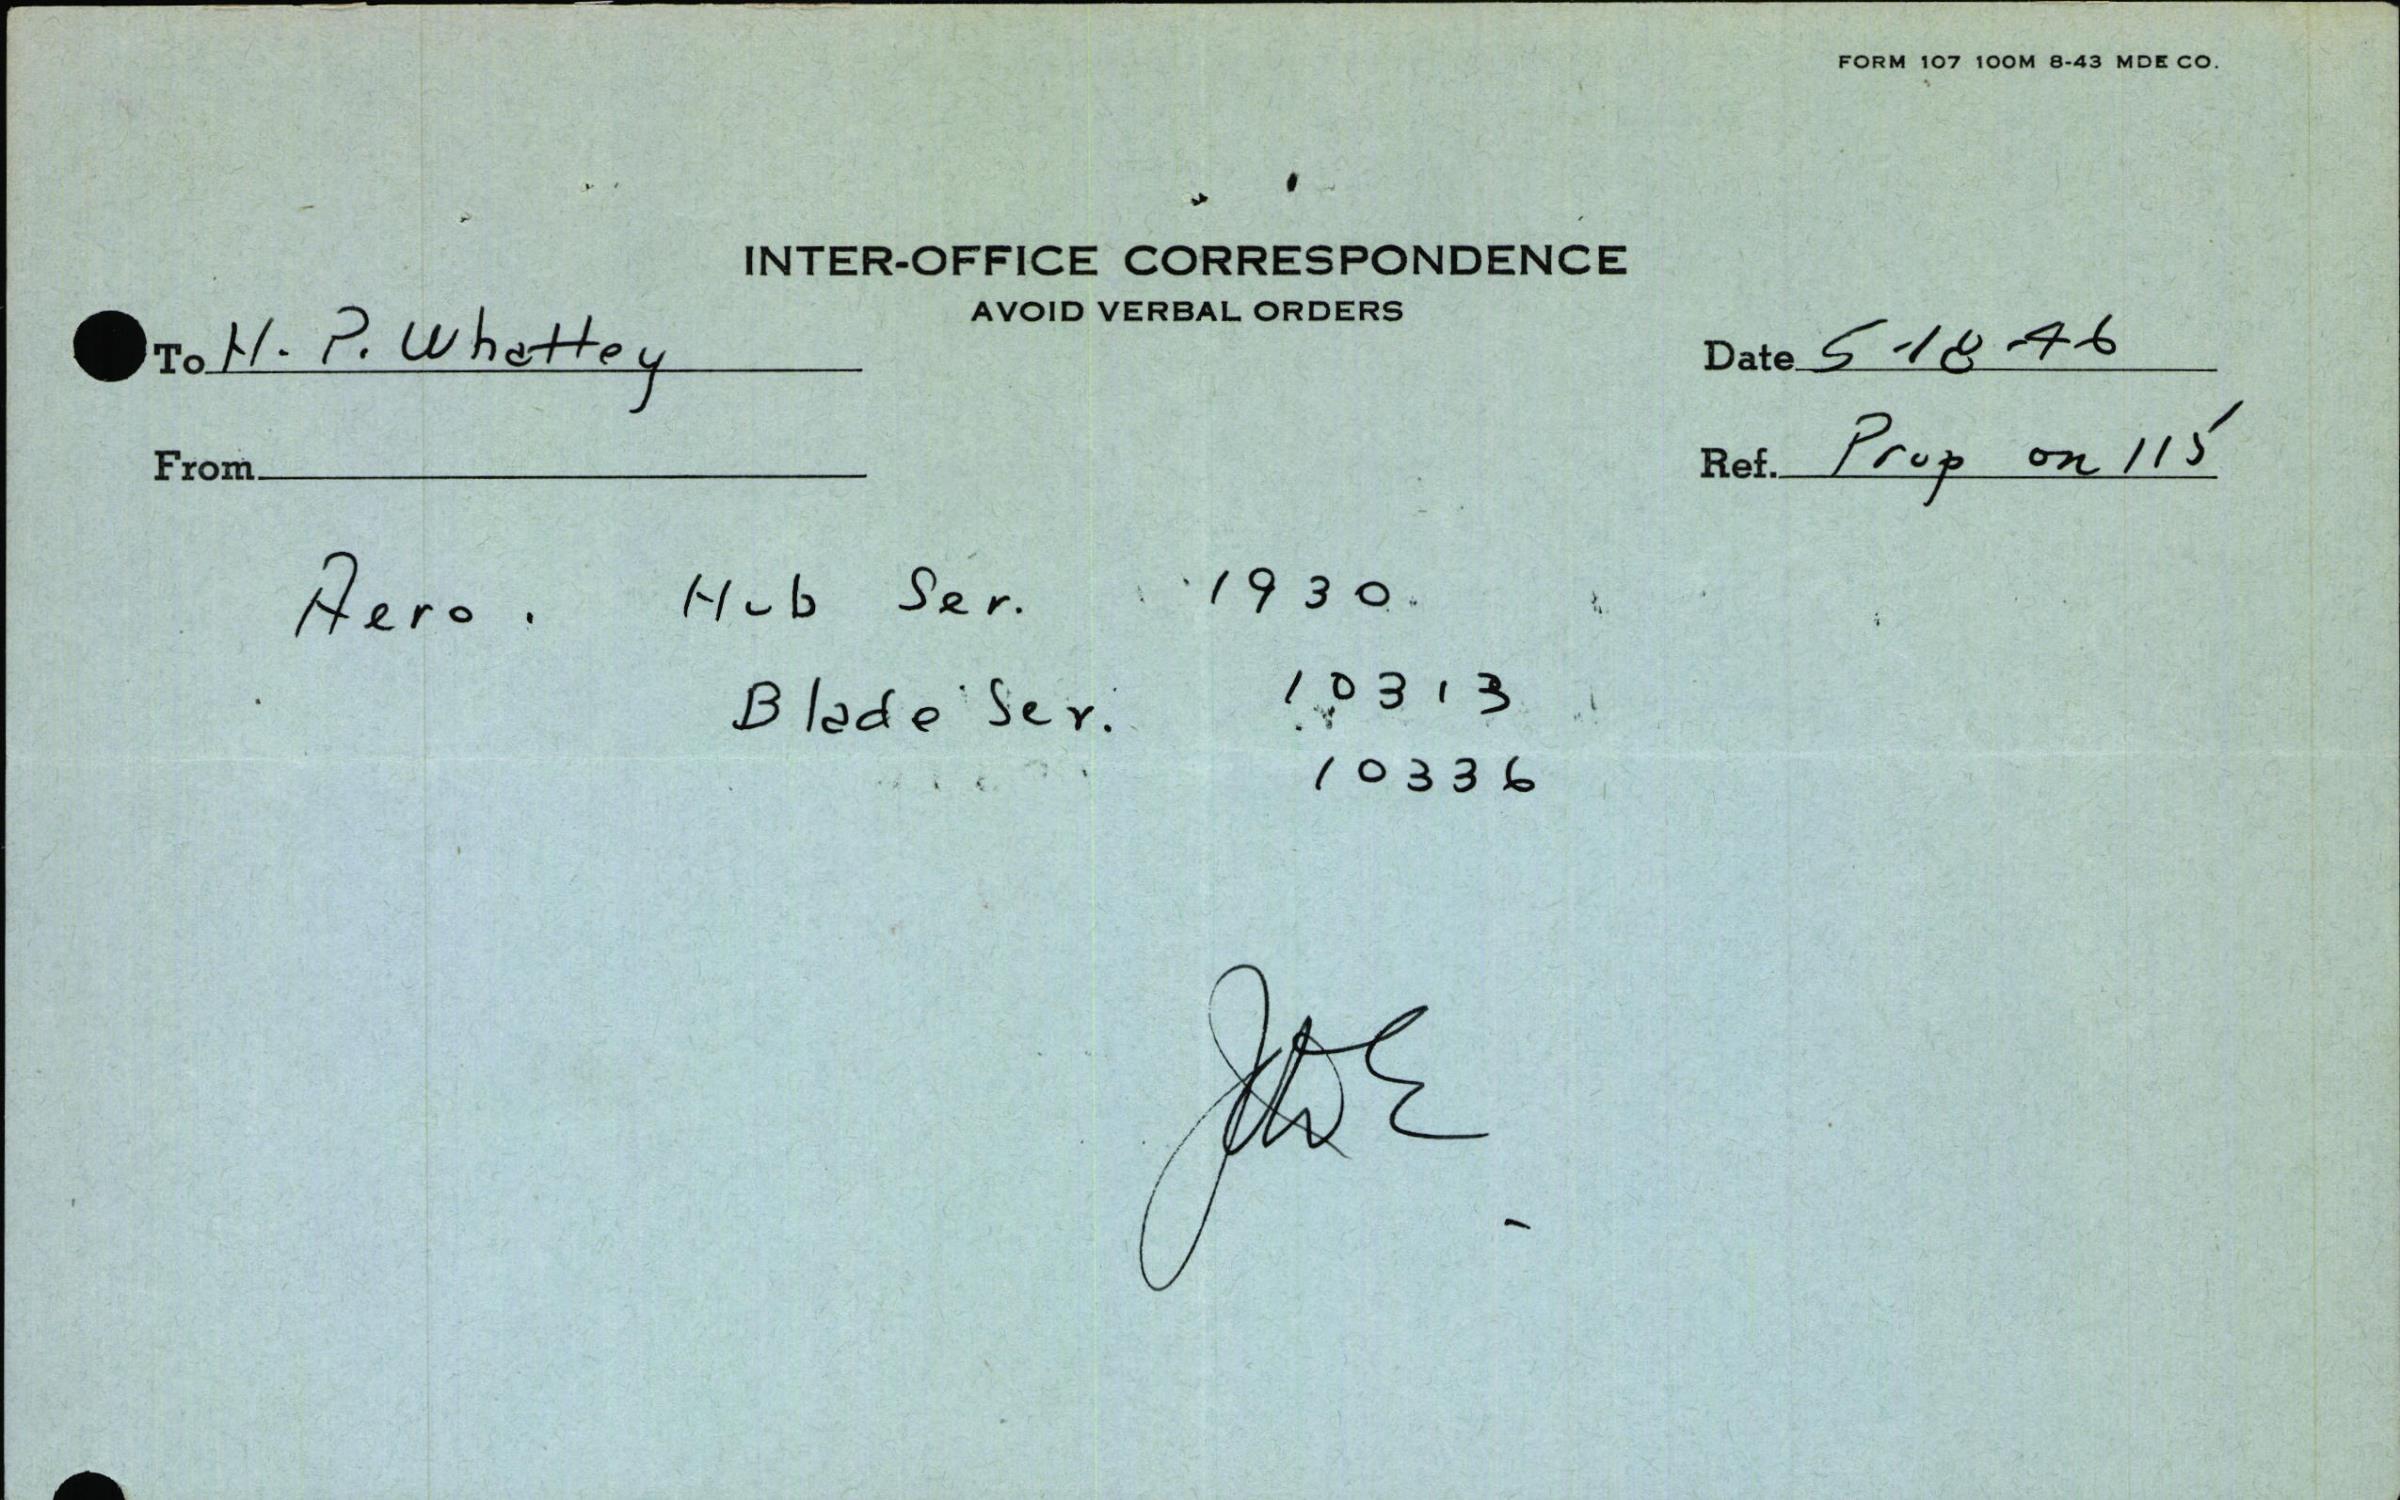 FORM 107 100M 8-43 MDE CO.
INTER-OFFICE CORRESPONDENCE
AVOID VERBAL ORDERS
To H. P. Whattey
Date 5-18-46
From
Ref. Prop on 115
Aero. Hub Ser. 1930
Blade Ser. 10313
10336